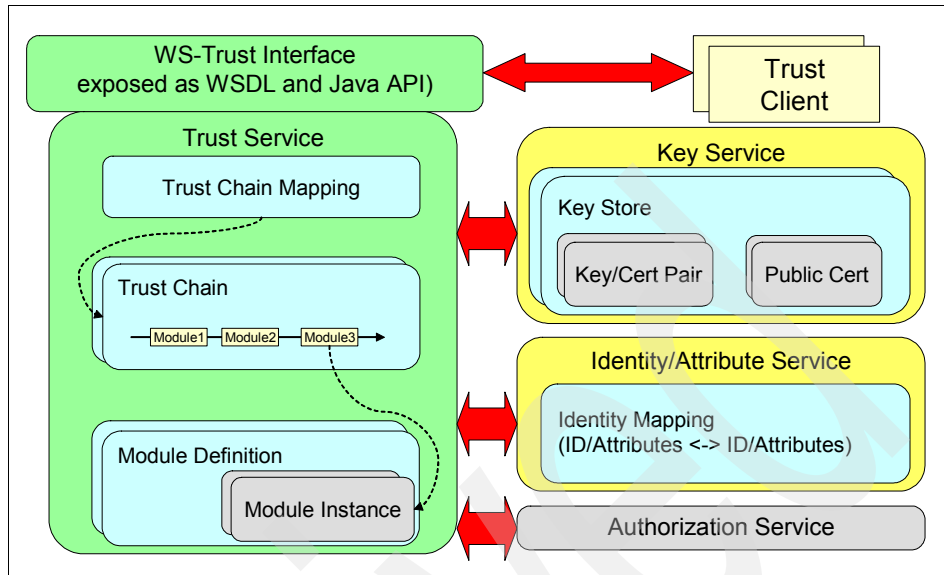 WS-Trust Interface
exposed as WSDL and Java API)
Trust
Client
Trust Service
Trust Chain Mapping
Trust Chain
Module1 Module2 Module3
Module Definition
Module Instance
Key Service
Key Store
Key/Cert Pair
Public Cert
Identity/Attribute Service
Identity Mapping
(ID/Attributes <-> ID/Attributes)
Authorization Service